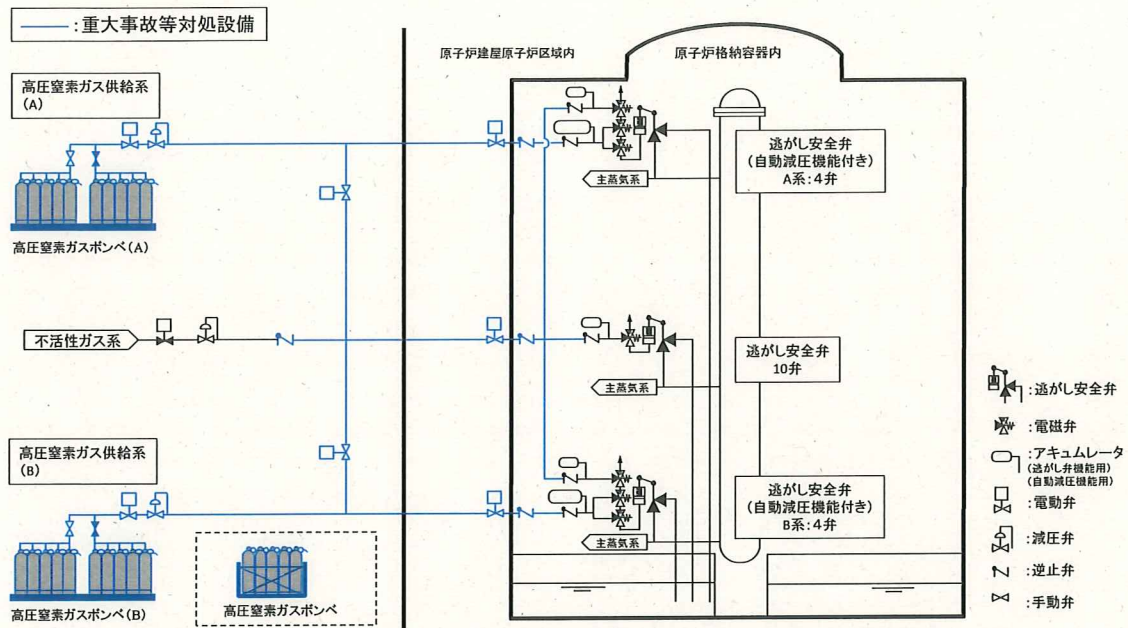 ：重大事故等対処設備
原子炉建屋原子炉区域内
原子炉格納容器内
高圧窒素ガス供給系
(A)
高圧窒素ガスボンベ(A)
逃がし安全弁
(自動減圧機能付き)
A系：4弁
主蒸気系
不活性ガス系
逃がし安全弁
10弁
主蒸気系
高圧窒素ガス供給系
(B)
高圧窒素ガスボンベ(B)
高圧窒素ガスボンベ
逃がし安全弁
(自動減圧機能付き)
B系：4弁
主蒸気系
：逃がし安全弁
：電磁弁
：アキュムレータ
(逃がし弁機能用)
(自動減圧機能用)
：電動弁
：減圧弁
：逆止弁
：手動弁